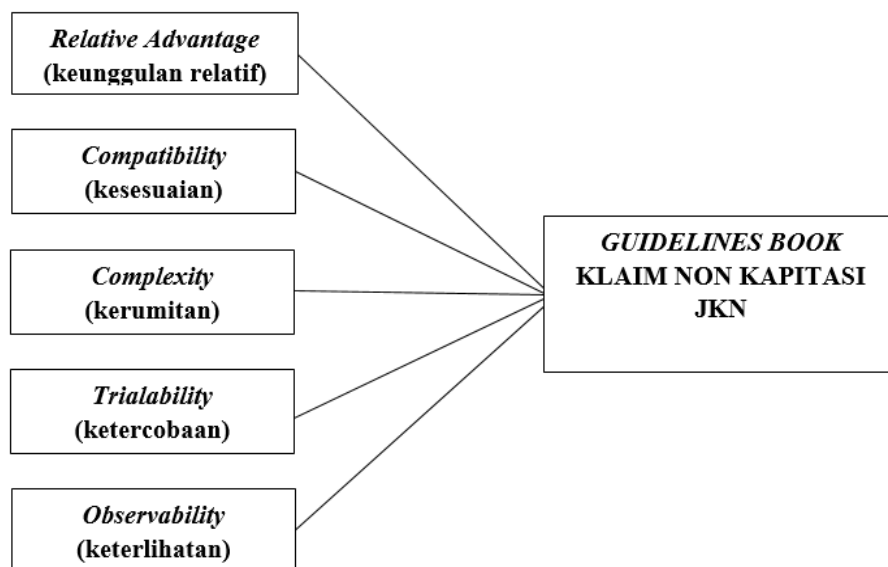 Relative Advantage
(keunggulan relatif)
Compatibility
(kesesuaian)
Complexity
(kerumitan)
Trialability
(ketercobaan)
Observability
(keterlihatan)
GUIDELINES BOOK
KLAIM NON KAPITASI
JKN